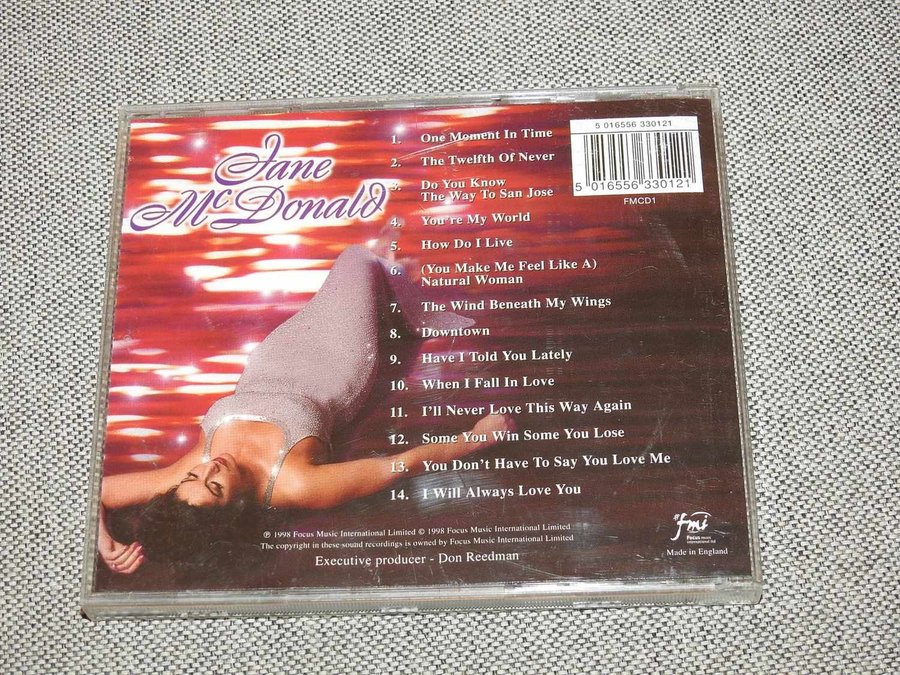 Jane
McDonald
1. One Moment In Time
2. The Twelfth Of Never
3. Do You Know
The Way To San Jose
4. You're My World
5. How Do I Live
6. (You Make Me Feel Like A)
Natural Woman
7. The Wind Beneath My Wings
8. Downtown
9. Have I Told You Lately
10. When I Fall In Love
11. I'll Never Love This Way Again
12. Some You Win Some You Lose
13. You Don't Have To Say You Love Me
14. I Will Always Love You
5 016556 330121
5 016556 330121
FMCD1
℗ 1998 Focus Music International Limited © 1998 Focus Music International Limited
The copyright in these sound recordings is owned by Focus Music International Limited
Executive producer - Don Reedman
fmi
Focus music
international ltd
Made in England